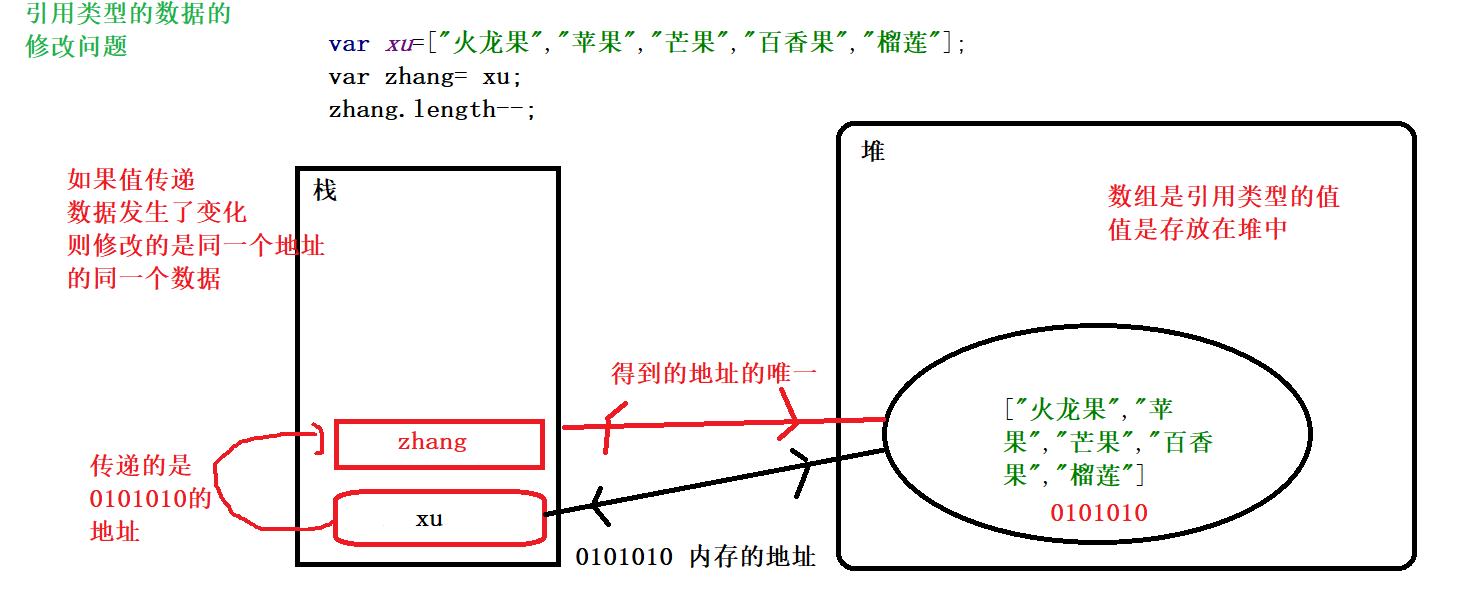 引用类型的数据的
修改问题
var xu=["火龙果","苹果","芒果","百香果","榴莲"];
var zhang= xu;
zhang.length--;
如果值传递
数据发生了变化
则修改的是同一个地址
的同一个数据
栈
堆
数组是引用类型的值
值是存放在堆中
得到的地址的唯一
zhang
传递的是
0101010的
地址
xu
["火龙果","苹
果","芒果","百香
果","榴莲"]
0101010
0101010 内存的地址